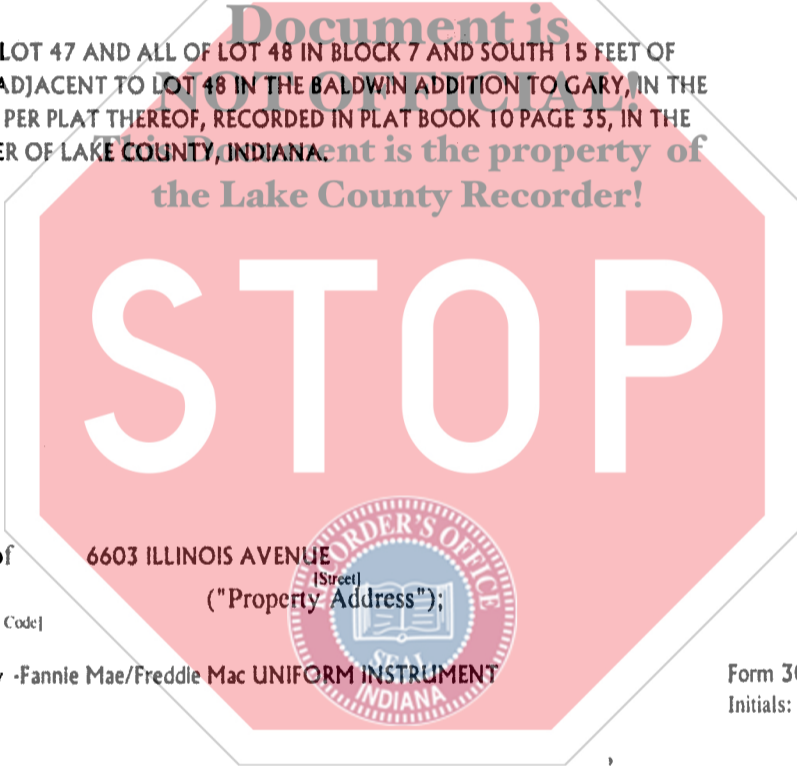 Document is
LOT 47 AND ALL OF LOT 48 IN BLOCK 7 AND SOUTH 15 FEET OF
ADJACENT TO LOT 48 IN THE BALDWIN ADDITION TO GARY, IN THE
NOT OFFICIAL!
PER PLAT THEREOF, RECORDED IN PLAT BOOK 10 PAGE 35, IN THE
This Document is the property of
ER OF LAKE COUNTY, INDIANA.
the Lake County Recorder!
STOP
of 6603 ILLINOIS AVENUE
[Street]
("Property Address");
Code]
y -Fannie Mae/Freddie Mac UNIFORM INSTRUMENT
Form 30
Initials:
RECORDER'S OFFICE
SEAL
INDIANA